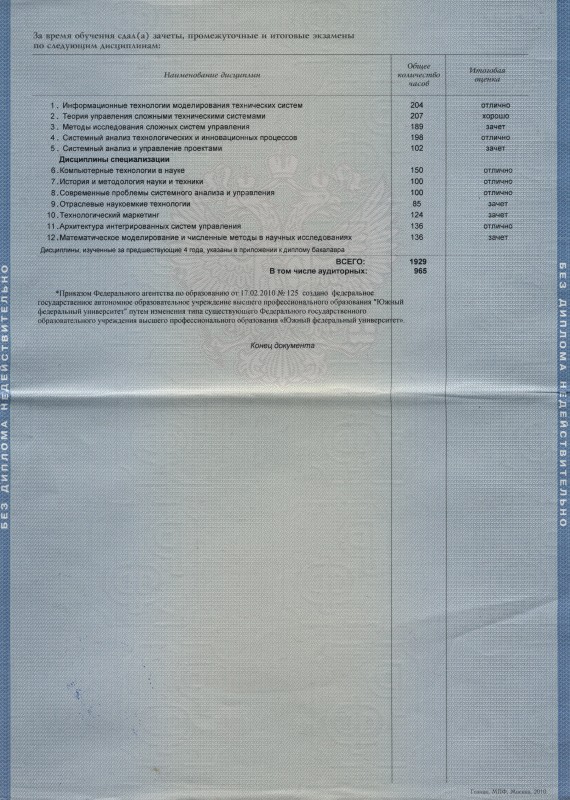 За время обучения сдал(а) зачеты, промежуточные и итоговые экзамены
по следующим дисциплинам:
Наименование дисциплин
Общее
количество
часов
Итоговая
оценка
1. Информационные технологии моделирования технических систем 204 отлично
2. Теория управления сложными техническими системами 207 хорошо
3. Методы исследования сложных систем управления 189 зачет
4. Системный анализ технологических и инновационных процессов 198 отлично
5. Системный анализ и управление проектами 102 зачет
Дисциплины специализации
6. Компьютерные технологии в науке 150 отлично
7. История и методология науки и техники 100 отлично
8. Современные проблемы системного анализа и управления 100 отлично
9. Отраслевые наукоемкие технологии 85 зачет
10. Технологический маркетинг 124 зачет
11. Архитектура интегрированных систем управления 136 отлично
12. Математическое моделирование и численные методы в научных исследованиях 136 зачет
Дисциплины, изученные за предшествующие 4 года, указаны в приложении к диплому бакалавра
ВСЕГО: 1929
В том числе аудиторных: 965
*Приказом Федерального агентства по образованию от 17.02.2010 № 125 создано федеральное
государственное автономное образовательное учреждение высшего профессионального образования "Южный
федеральный университет" путем изменения типа существующего Федерального государственного
образовательного учреждения высшего профессионального образования «Южный федеральный университет».
Конец документа
БЕЗ ДИПЛОМА НЕДЕЙСТВИТЕЛЬНО
БЕЗ ДИПЛОМА НЕДЕЙСТВИТЕЛЬНО
Гознак, МПФ, Москва, 2010.